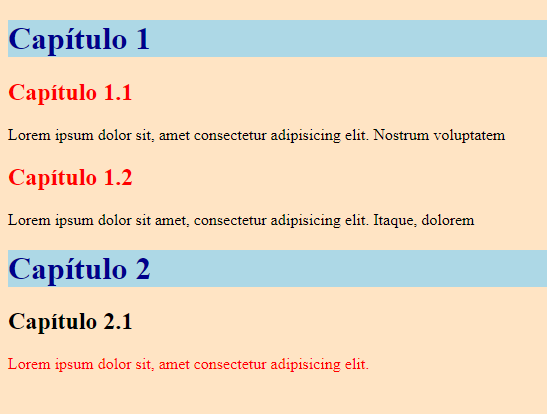 Capítulo 1
Capítulo 1.1
Lorem ipsum dolor sit, amet consectetur adipisicing elit. Nostrum voluptatem
Capítulo 1.2
Lorem ipsum dolor sit amet, consectetur adipisicing elit. Itaque, dolorem
Capítulo 2
Capítulo 2.1
Lorem ipsum dolor sit, amet consectetur adipisicing elit.